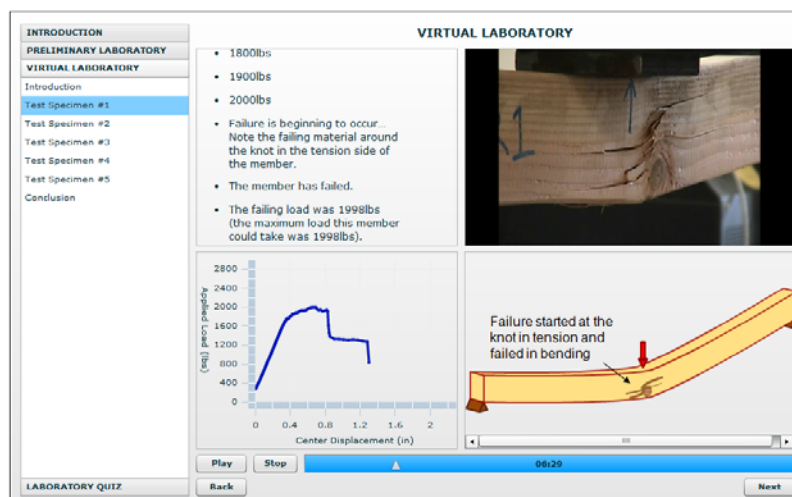 VIRTUAL LABORATORY
INTRODUCTION
PRELIMINARY LABORATORY
VIRTUAL LABORATORY
Introduction
Test Specimen #1
Test Specimen #2
Test Specimen #3
Test Specimen #4
Test Specimen #5
Conclusion
LABORATORY QUIZ
• 1800lbs
• 1900lbs
• 2000lbs
• Failure is beginning to occur...
Note the failing material around
the knot in the tension side of
the member.
• The member has failed.
• The failing load was 1998lbs
(the maximum load this member
could take was 1998lbs).
Applied Load (lbs)
2800
2400
2000
1600
1200
800
400
0
0 0.4 0.8 1.2 1.6 2
Center Displacement (in)
Failure started at the
knot in tension and
failed in bending
Play Stop 06:29
Back Next